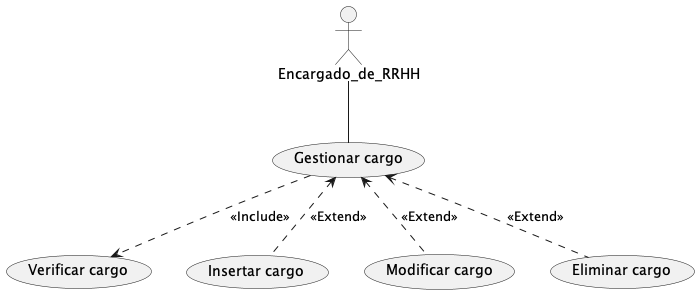 Encargado_de_RRHH
Gestionar cargo
«Include»
«Extend»
«Extend»
«Extend»
Verificar cargo
Insertar cargo
Modificar cargo
Eliminar cargo